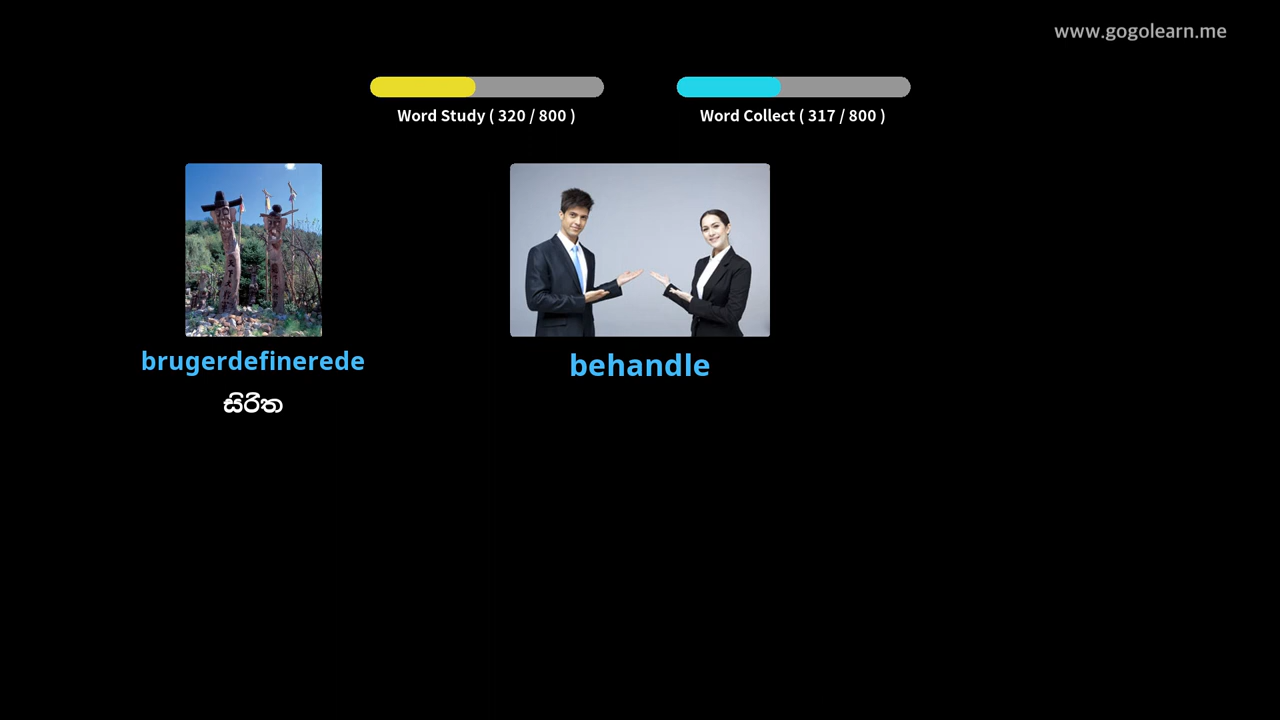 www.gogolearn.me
Word Study ( 320 / 800 )
Word Collect ( 317 / 800 )
brugerdefinerede
සිරිත
behandle